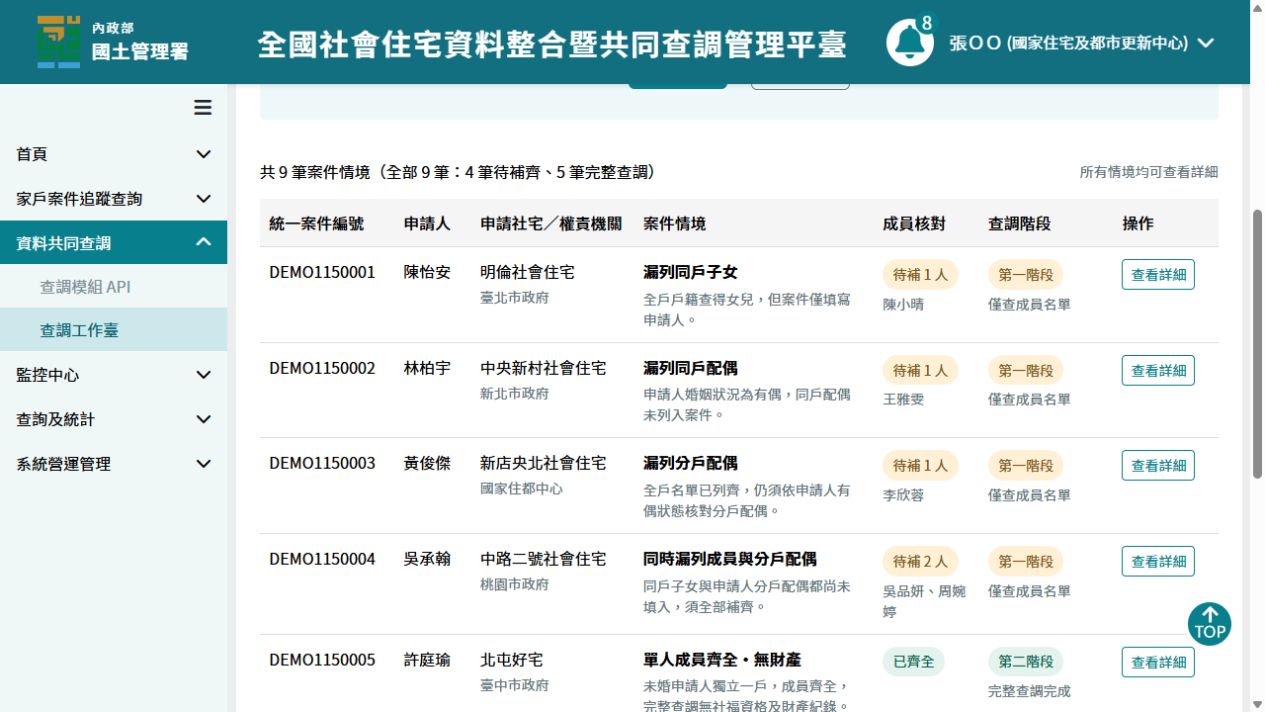 內政部
國土管理署
全國社會住宅資料整合暨共同查調管理平臺
8
張OO (國家住宅及都市更新中心)
首頁
家戶案件追蹤查詢
資料共同查調
查調模組 API
查調工作臺
監控中心
查詢及統計
系統營運管理
共 9 筆案件情境（全部 9 筆：4 筆待補齊、5 筆完整查調）
所有情境均可查看詳細
統一案件編號 申請人 申請社宅／權責機關 案件情境 成員核對 查調階段 操作
DEMO1150001 陳怡安 明倫社會住宅 漏列同戶子女 待補 1 人 第一階段 查看詳細
臺北市政府 全戶戶籍查得女兒，但案件僅填寫 陳小晴 僅查成員名單
申請人。
DEMO1150002 林柏宇 中央新村社會住宅 漏列同戶配偶 待補 1 人 第一階段 查看詳細
新北市政府 申請人婚姻狀況為有偶，同戶配偶 王雅雯 僅查成員名單
未列入案件。
DEMO1150003 黃俊傑 新店央北社會住宅 漏列分戶配偶 待補 1 人 第一階段 查看詳細
國家住都中心 全戶名單已列齊，仍須依申請人有 李欣蓉 僅查成員名單
偶狀態核對分戶配偶。
DEMO1150004 吳承翰 中路二號社會住宅 同時漏列成員與分戶配偶 待補 2 人 第一階段 查看詳細
桃園市政府 同戶子女與申請人分戶配偶都尚未 吳品妍、周婉 僅查成員名單
填入，須全部補齊。 婷
TOP
DEMO1150005 許庭瑜 北屯好宅 單人成員齊全・無財產 已齊全 第二階段 查看詳細
臺中市政府 未婚申請人獨立一戶，成員齊全， 完整查調完成
完整查調無社福資格及財產紀錄。